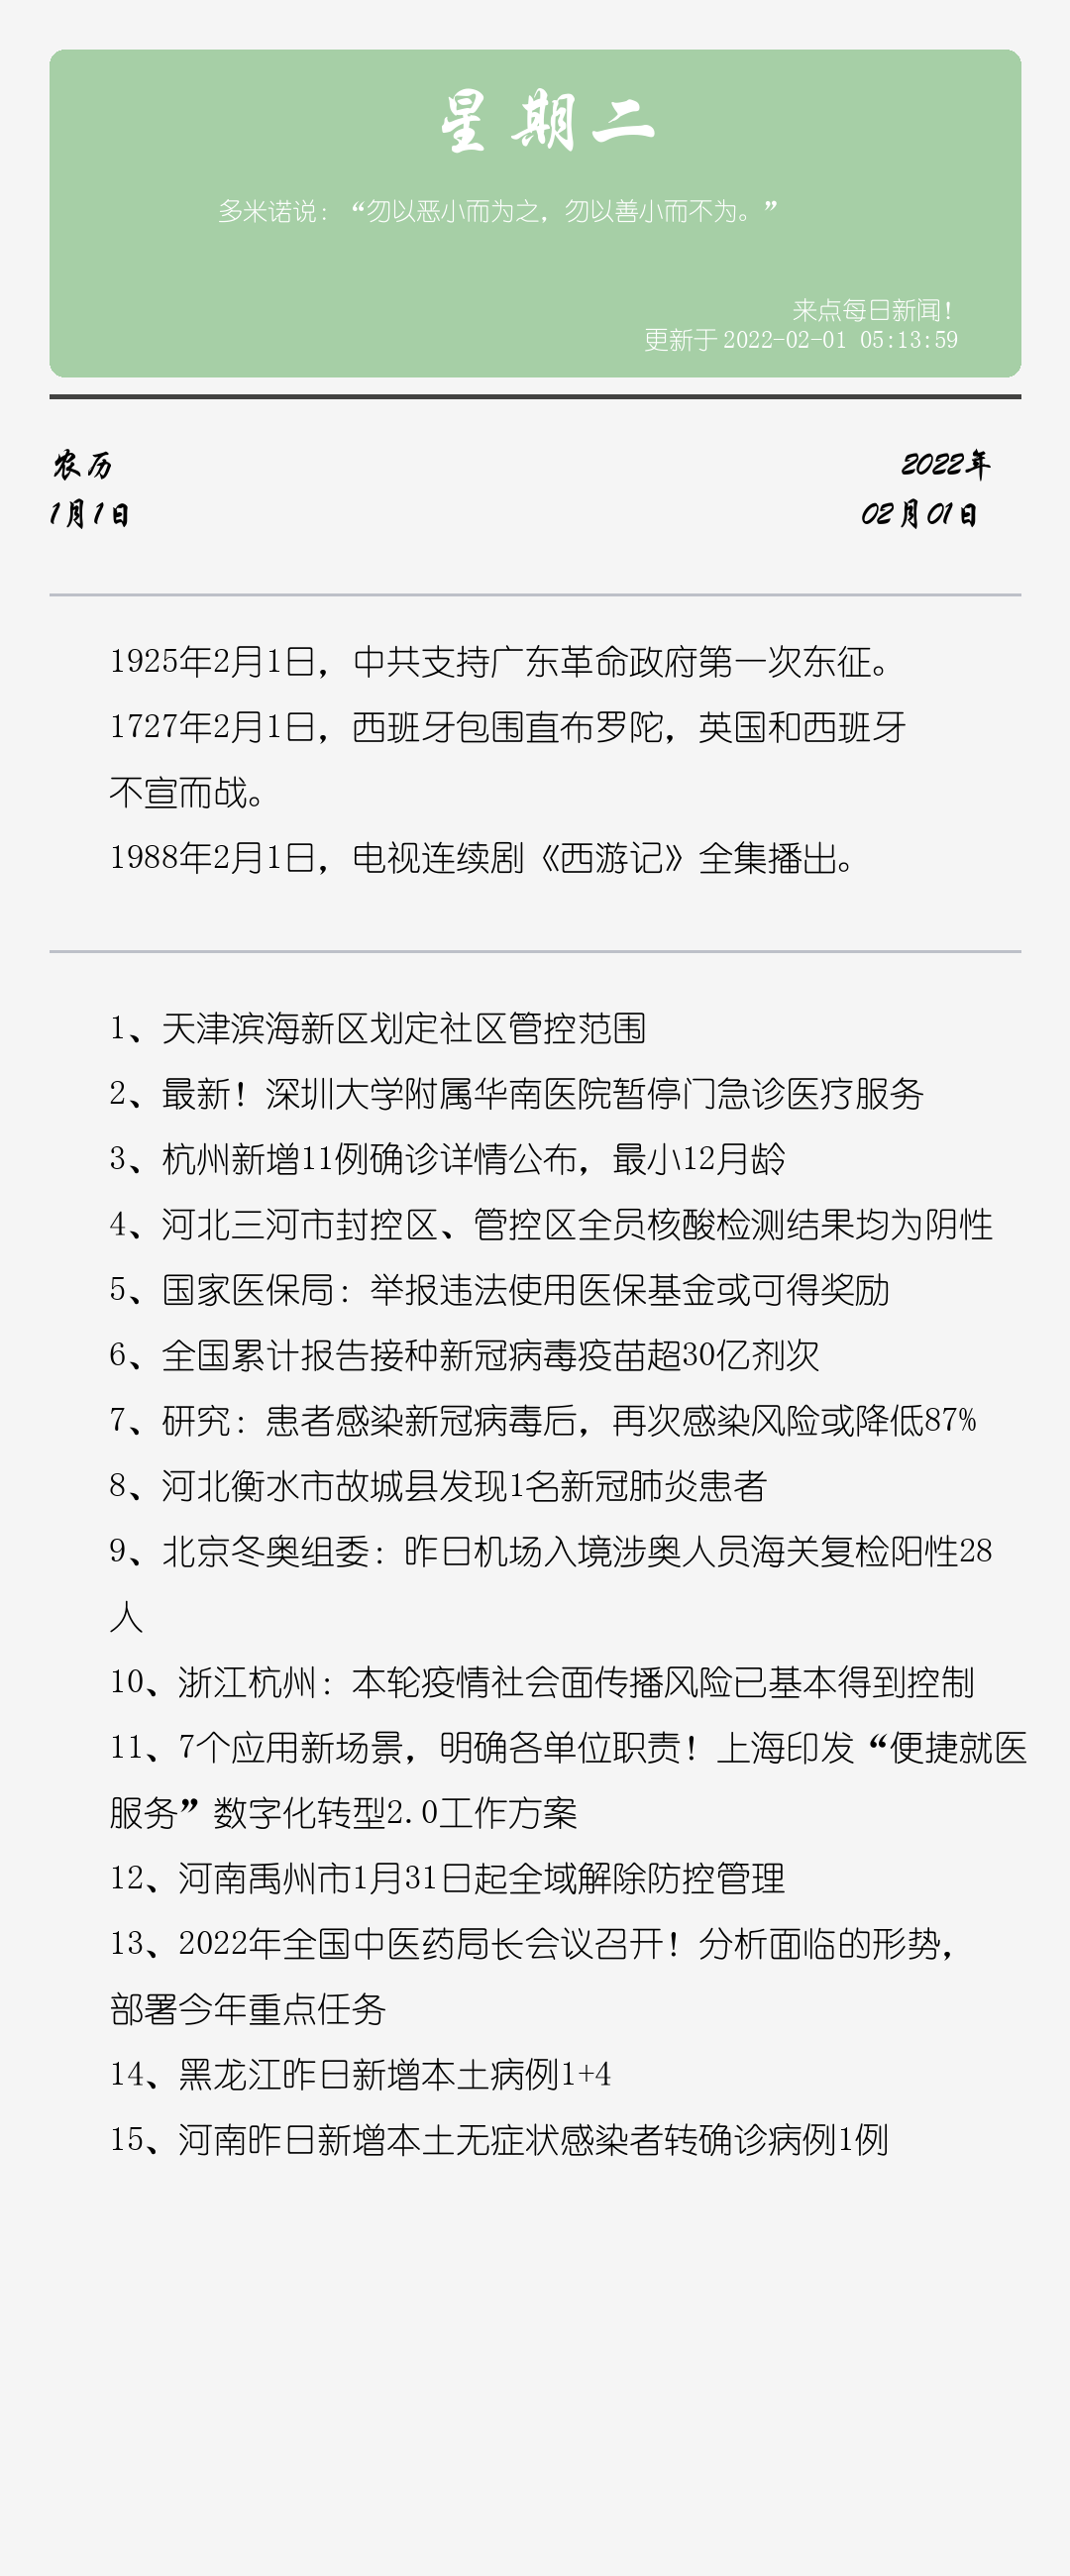 星期二
多米诺说：“勿以恶小而为之，勿以善小而不为。”
来点每日新闻！
更新于 2022-02-01 05:13:59
农历
1月1日
2022年
02月01日
1925年2月1日，中共支持广东革命政府第一次东征。
1727年2月1日，西班牙包围直布罗陀，英国和西班牙
不宣而战。
1988年2月1日，电视连续剧《西游记》全集播出。
1、天津滨海新区划定社区管控范围
2、最新！深圳大学附属华南医院暂停门急诊医疗服务
3、杭州新增11例确诊详情公布，最小12月龄
4、河北三河市封控区、管控区全员核酸检测结果均为阴性
5、国家医保局：举报违法使用医保基金或可得奖励
6、全国累计报告接种新冠病毒疫苗超30亿剂次
7、研究：患者感染新冠病毒后，再次感染风险或降低87%
8、河北衡水市故城县发现1名新冠肺炎患者
9、北京冬奥组委：昨日机场入境涉奥人员海关复检阳性28
人
10、浙江杭州：本轮疫情社会面传播风险已基本得到控制
11、7个应用新场景，明确各单位职责！上海印发“便捷就医
服务”数字化转型2.0工作方案
12、河南禹州市1月31日起全域解除防控管理
13、2022年全国中医药局长会议召开！分析面临的形势，
部署今年重点任务
14、黑龙江昨日新增本土病例1+4
15、河南昨日新增本土无症状感染者转确诊病例1例